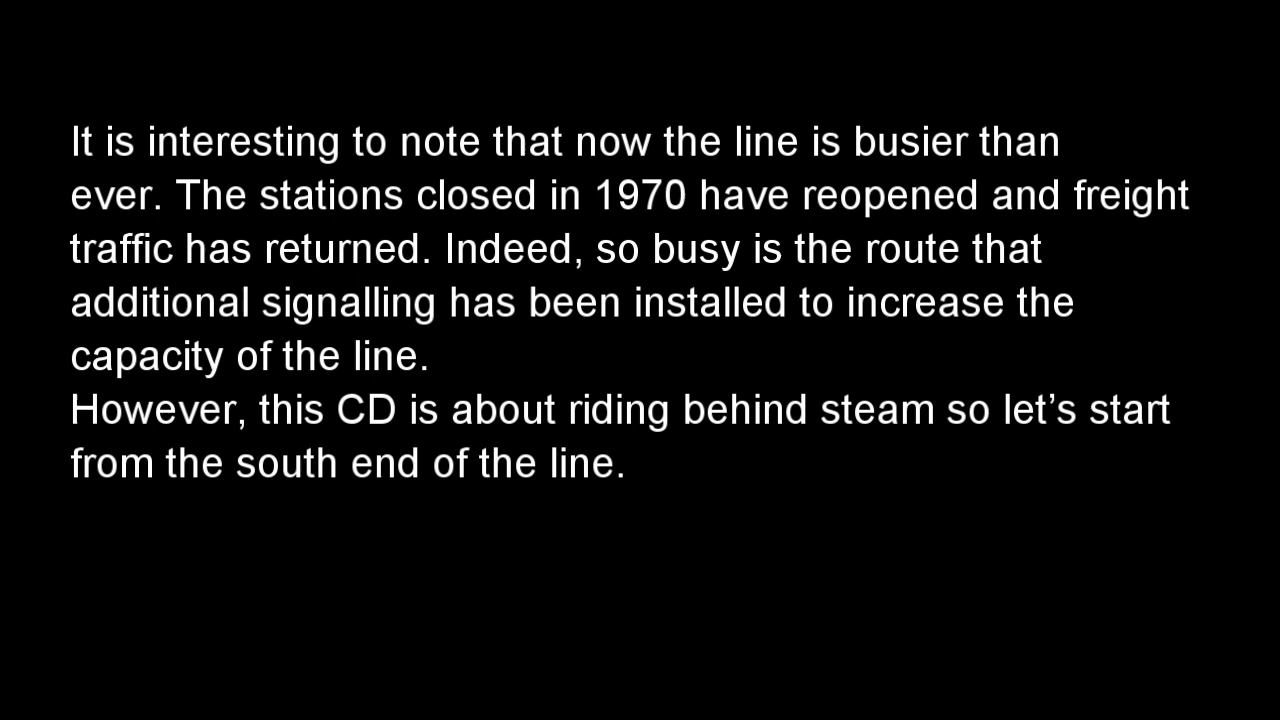 It is interesting to note that now the line is busier than
ever. The stations closed in 1970 have reopened and freight
traffic has returned. Indeed, so busy is the route that
additional signalling has been installed to increase the
capacity of the line.
However, this CD is about riding behind steam so let’s start
from the south end of the line.